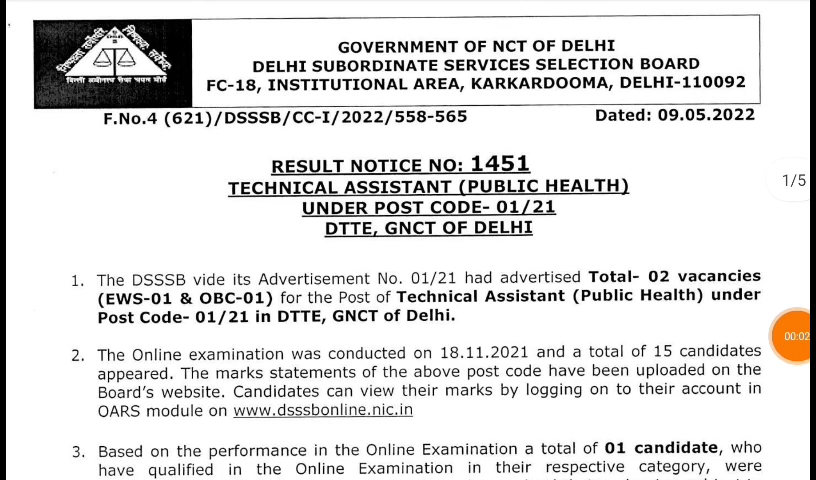 GOVERNMENT OF NCT OF DELHI
DELHI SUBORDINATE SERVICES SELECTION BOARD
FC-18, INSTITUTIONAL AREA, KARKARDOOMA, DELHI-110092
F.No.4 (621)/DSSSB/CC-I/2022/558-565 Dated: 09.05.2022
RESULT NOTICE NO: 1451
TECHNICAL ASSISTANT (PUBLIC HEALTH)
UNDER POST CODE- 01/21
DTTE, GNCT OF DELHI
1/5
1. The DSSSB vide its Advertisement No. 01/21 had advertised Total- 02 vacancies
(EWS-01 & OBC-01) for the Post of Technical Assistant (Public Health) under
Post Code- 01/21 in DTTE, GNCT of Delhi.
00:02
2. The Online examination was conducted on 18.11.2021 and a total of 15 candidates
appeared. The marks statements of the above post code have been uploaded on the
Board's website. Candidates can view their marks by logging on to their account in
OARS module on www.dsssbonline.nic.in
3. Based on the performance in the Online Examination a total of 01 candidate, who
have qualified in the Online Examination in their respective category, were